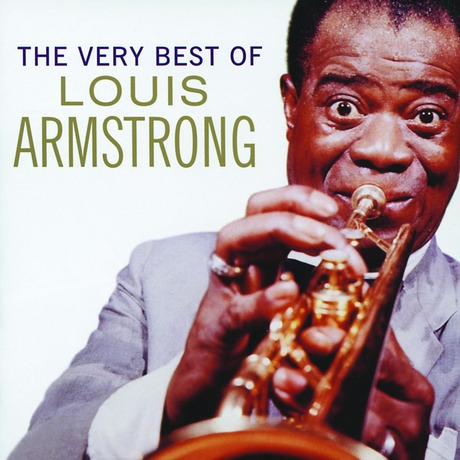 THE VERY BEST OF
LOUIS
ARMSTRONG